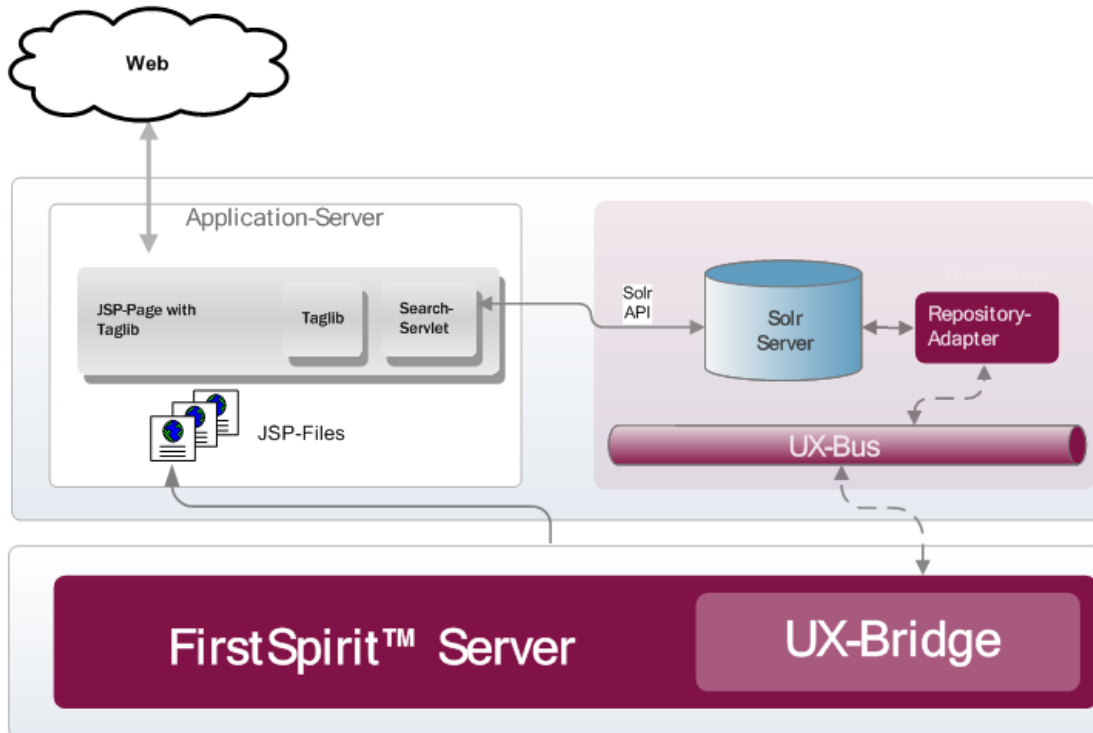 Web
Application-Server
JSP-Page with
Taglib
Taglib
Search-
Servlet
JSP-Files
Solr
API
Solr
Server
Repository-
Repository-
Adapter
UX-Bus
FirstSpirit™ Server
UX-Bridge